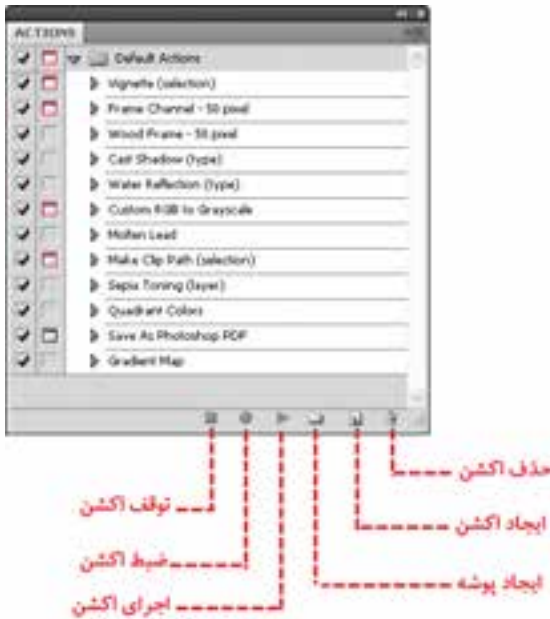 ACTIONS
Default Actions
Vignette (selection)
Frame Channel - 50 pixel
Wood Frame - 50 pixel
Cast Shadow (type)
Water Reflection (type)
Custom RGB to Grayscale
Molten Lead
Make Clip Path (selection)
Sepia Toning (layer)
Quadrant Colors
Save As Photoshop PDF
Gradient Map
حذف اکشن
توقف اکشن
ایجاد اکشن
ضبط اکشن
ایجاد پوشه
اجرای اکشن